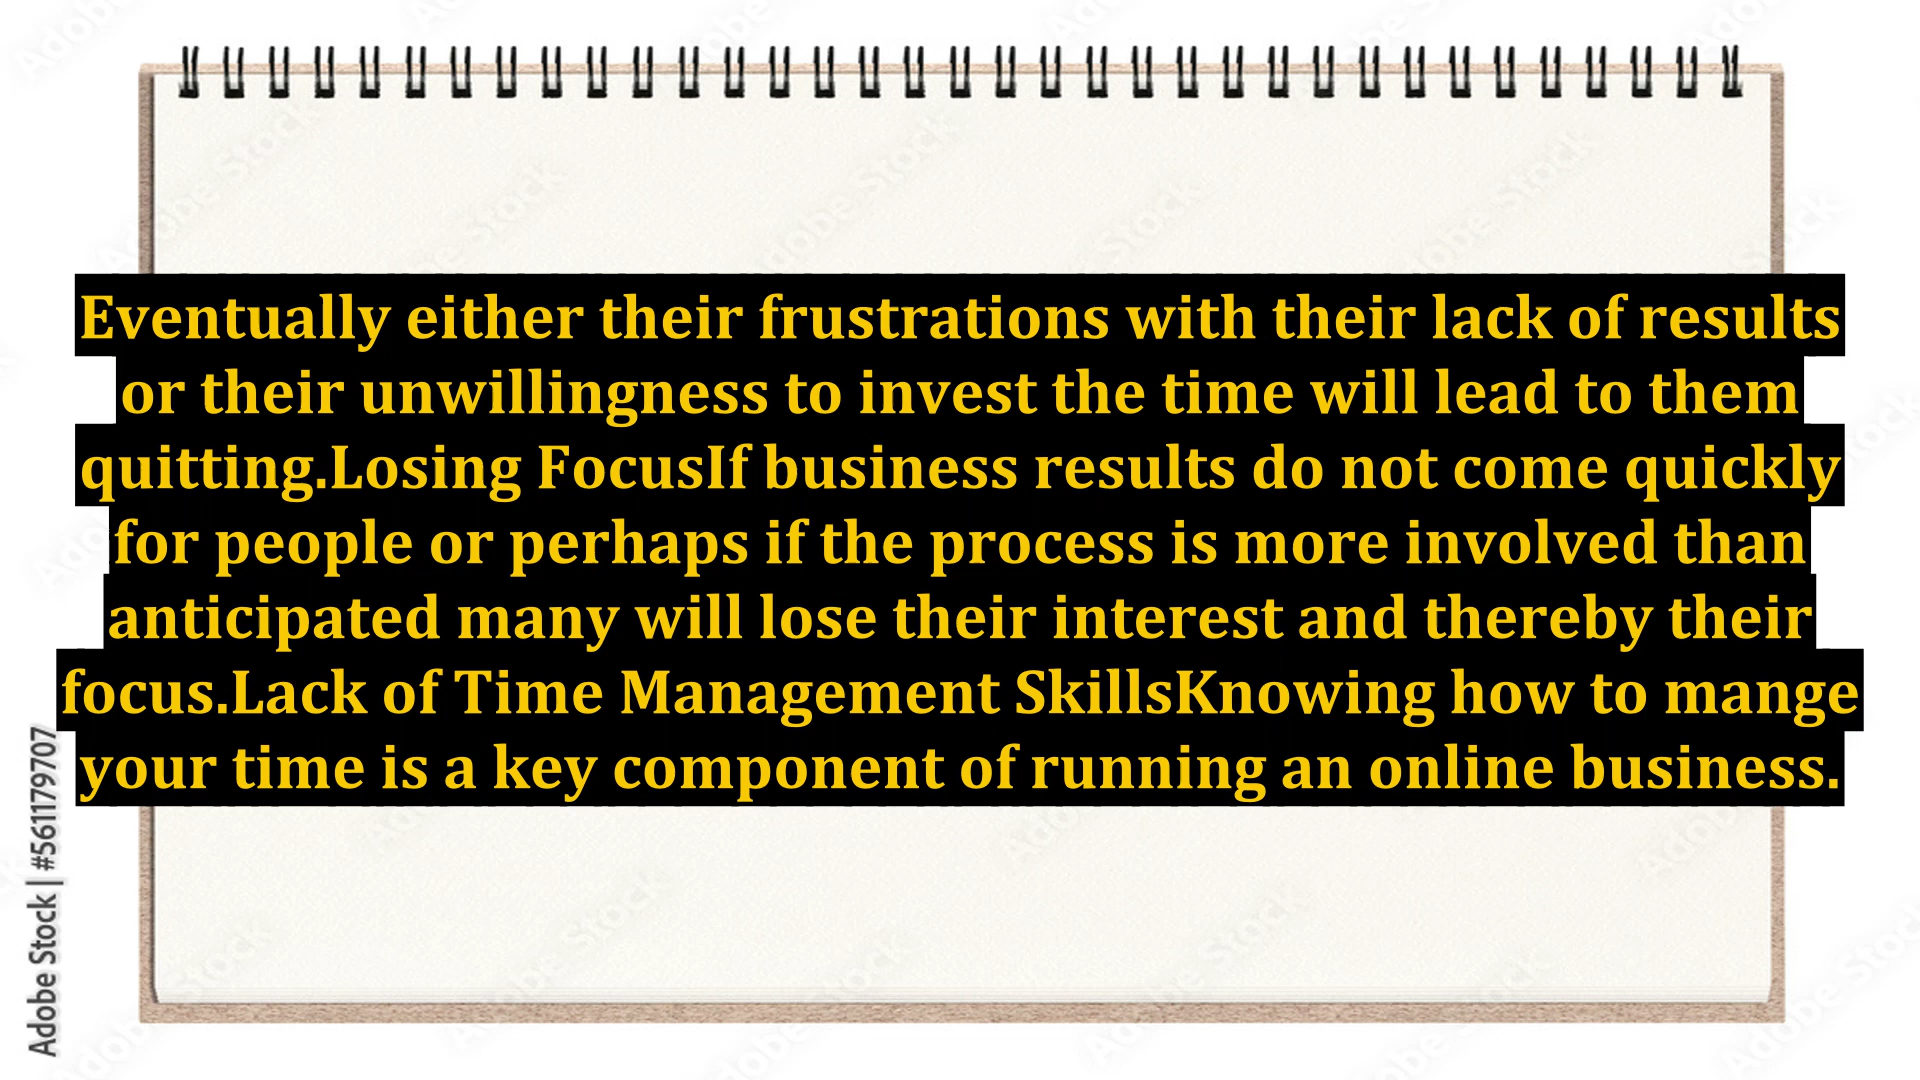 Eventually either their frustrations with their lack of results
or their unwillingness to invest the time will lead to them
quitting.Losing FocusIf business results do not come quickly
for people or perhaps if the process is more involved than
anticipated many will lose their interest and thereby their
focus.Lack of Time Management SkillsKnowing how to mange
your time is a key component of running an online business.
Adobe Stock | #561179707